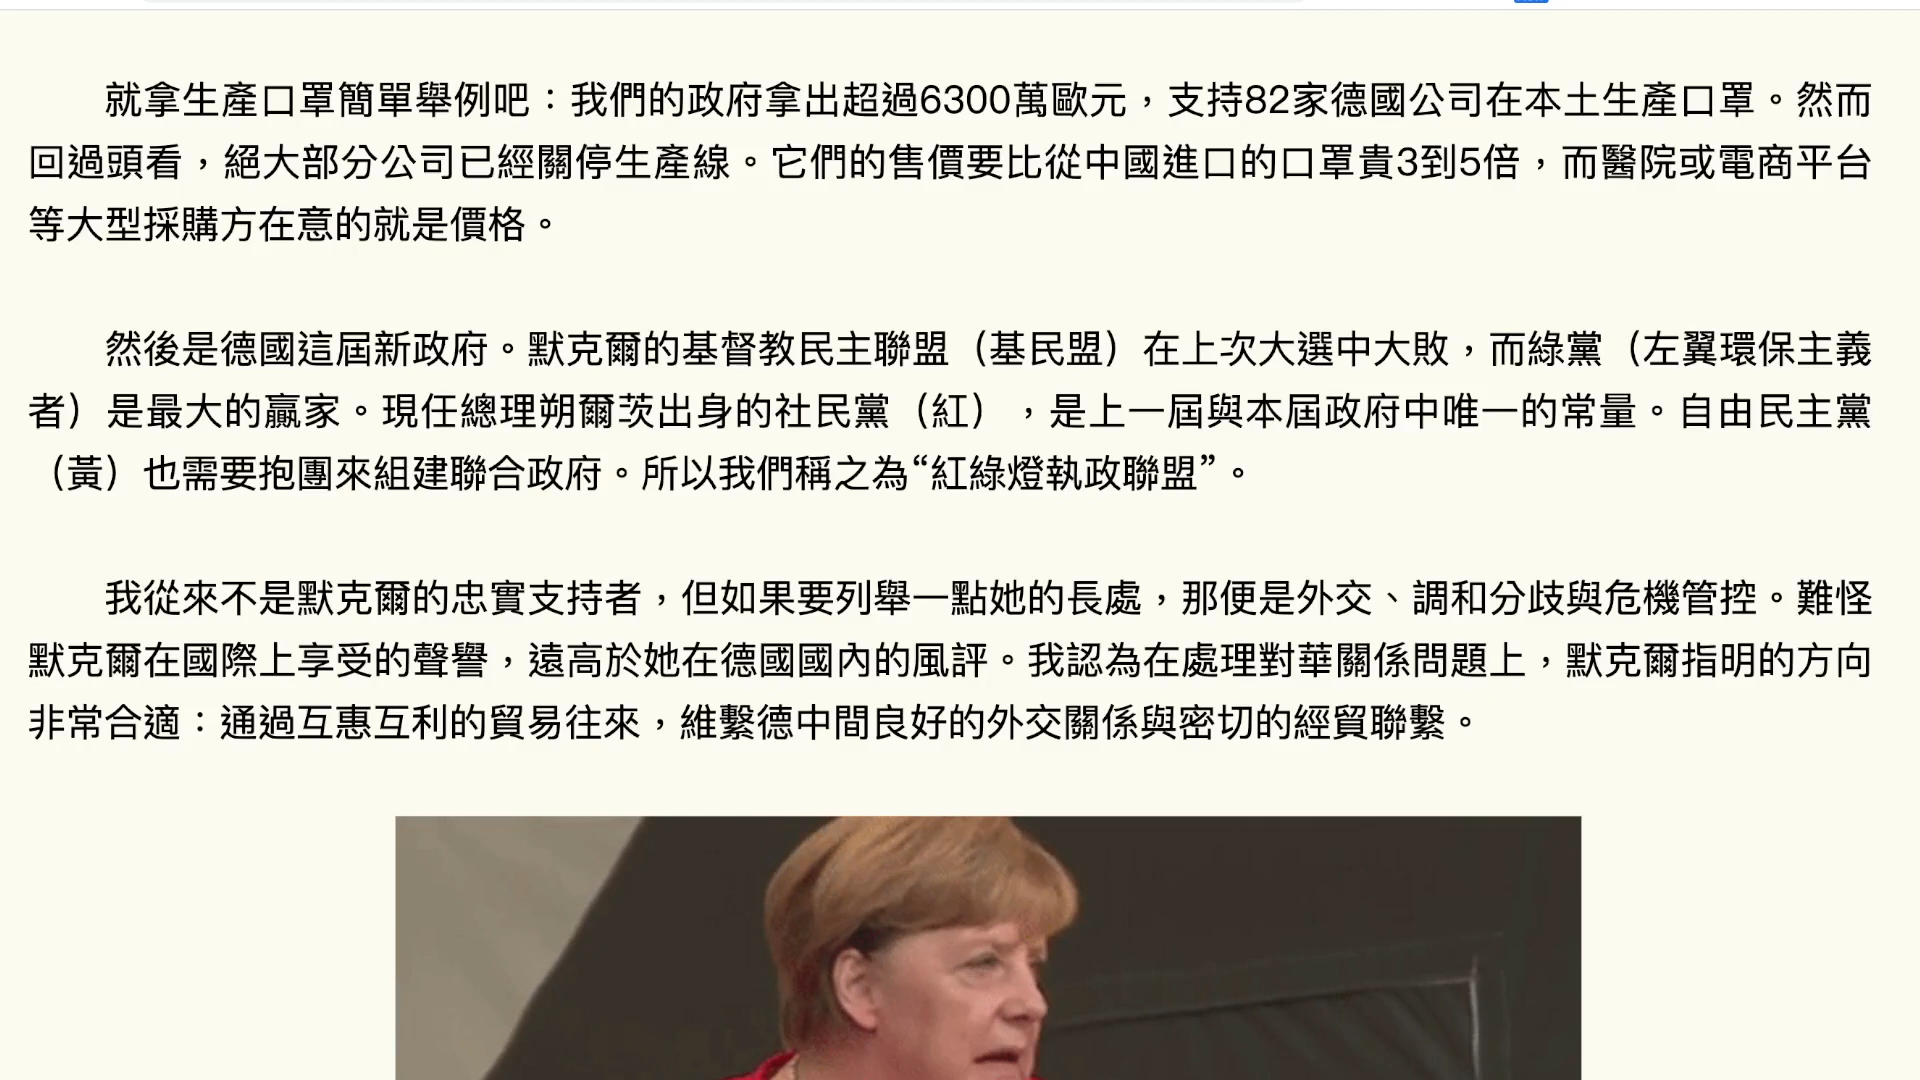 就拿生產口罩簡單舉例吧：我們的政府拿出超過6300萬歐元，支持82家德國公司在本土生產口罩。然而
回過頭看，絕大部分公司已經關停生產線。它們的售價要比從中國進口的口罩貴3到5倍，而醫院或電商平台
等大型採購方在意的就是價格。
然後是德國這屆新政府。默克爾的基督教民主聯盟（基民盟）在上次大選中大敗，而綠黨（左翼環保主義
者）是最大的贏家。現任總理朔爾茨出身的社民黨（紅），是上一屆與本屆政府中唯一的常量。自由民主黨
（黃）也需要抱團來組建聯合政府。所以我們稱之為“紅綠燈執政聯盟”。
我從來不是默克爾的忠實支持者，但如果要列舉一點她的長處，那便是外交、調和分歧與危機管控。難怪
默克爾在國際上享受的聲譽，遠高於她在德國國內的風評。我認為在處理對華關係問題上，默克爾指明的方向
非常合適：通過互惠互利的貿易往來，維繫德中間良好的外交關係與密切的經貿聯繫。